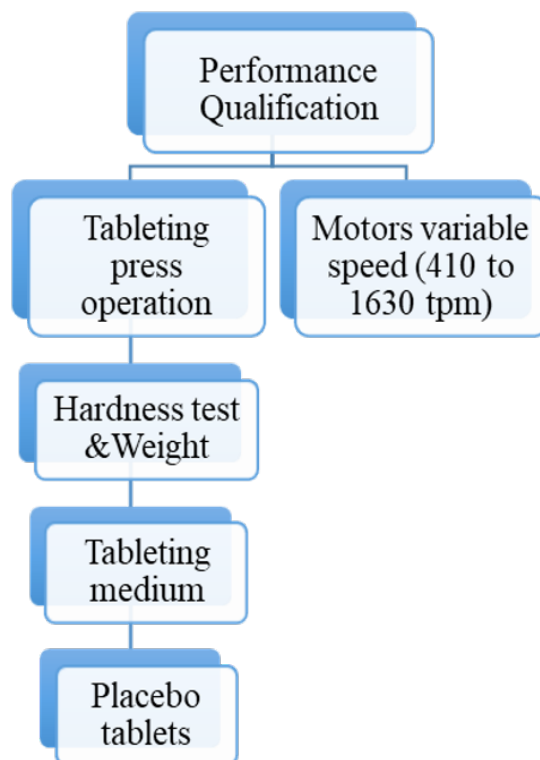 Performance
Qualification
Tableting
press
operation
Motors variable
speed (410 to
1630 tpm)
Hardness test
&Weight
Tableting
medium
Placebo
tablets